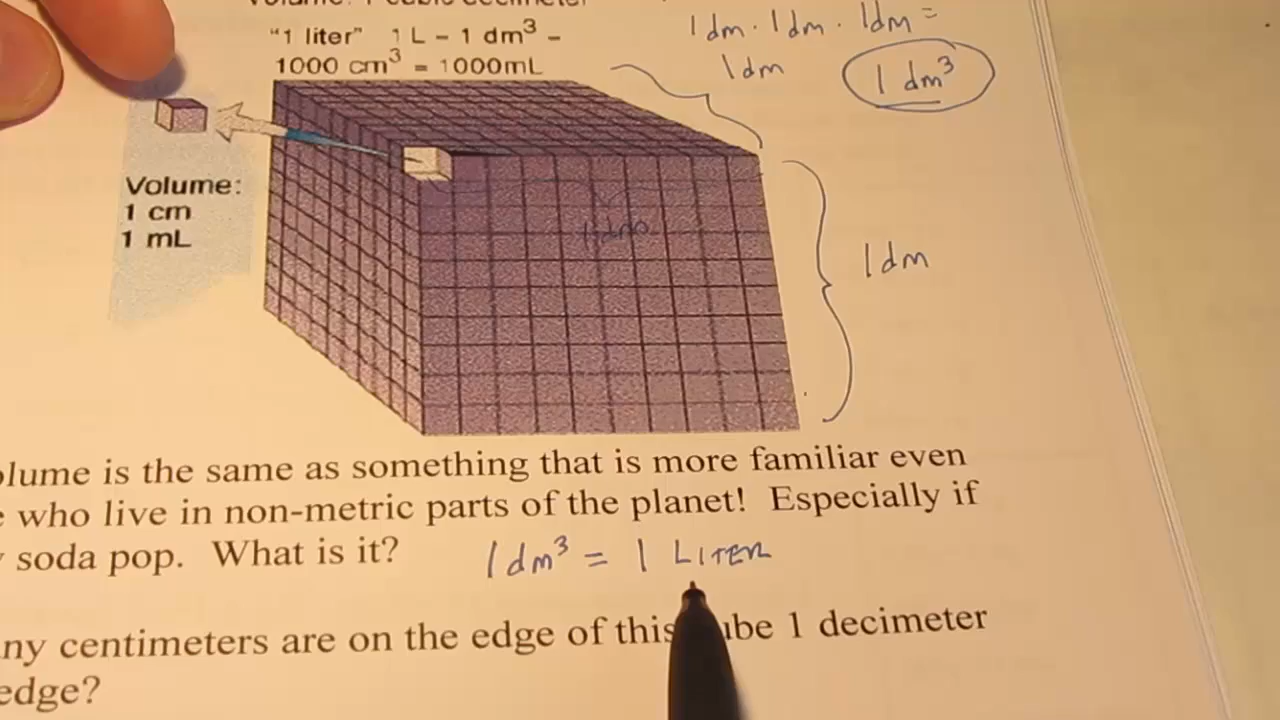 "1 liter" 1 L – 1 dm³ –
1000 cm³ = 1000mL
1dm · 1dm · 1dm =
1dm
1 dm³
Volume:
1 cm
1 mL
1dm
1dm
olume is the same as something that is more familiar even
e who live in non-metric parts of the planet! Especially if
y soda pop. What is it? 1dm³ = 1 LITER
ny centimeters are on the edge of this ube 1 decimeter
edge?